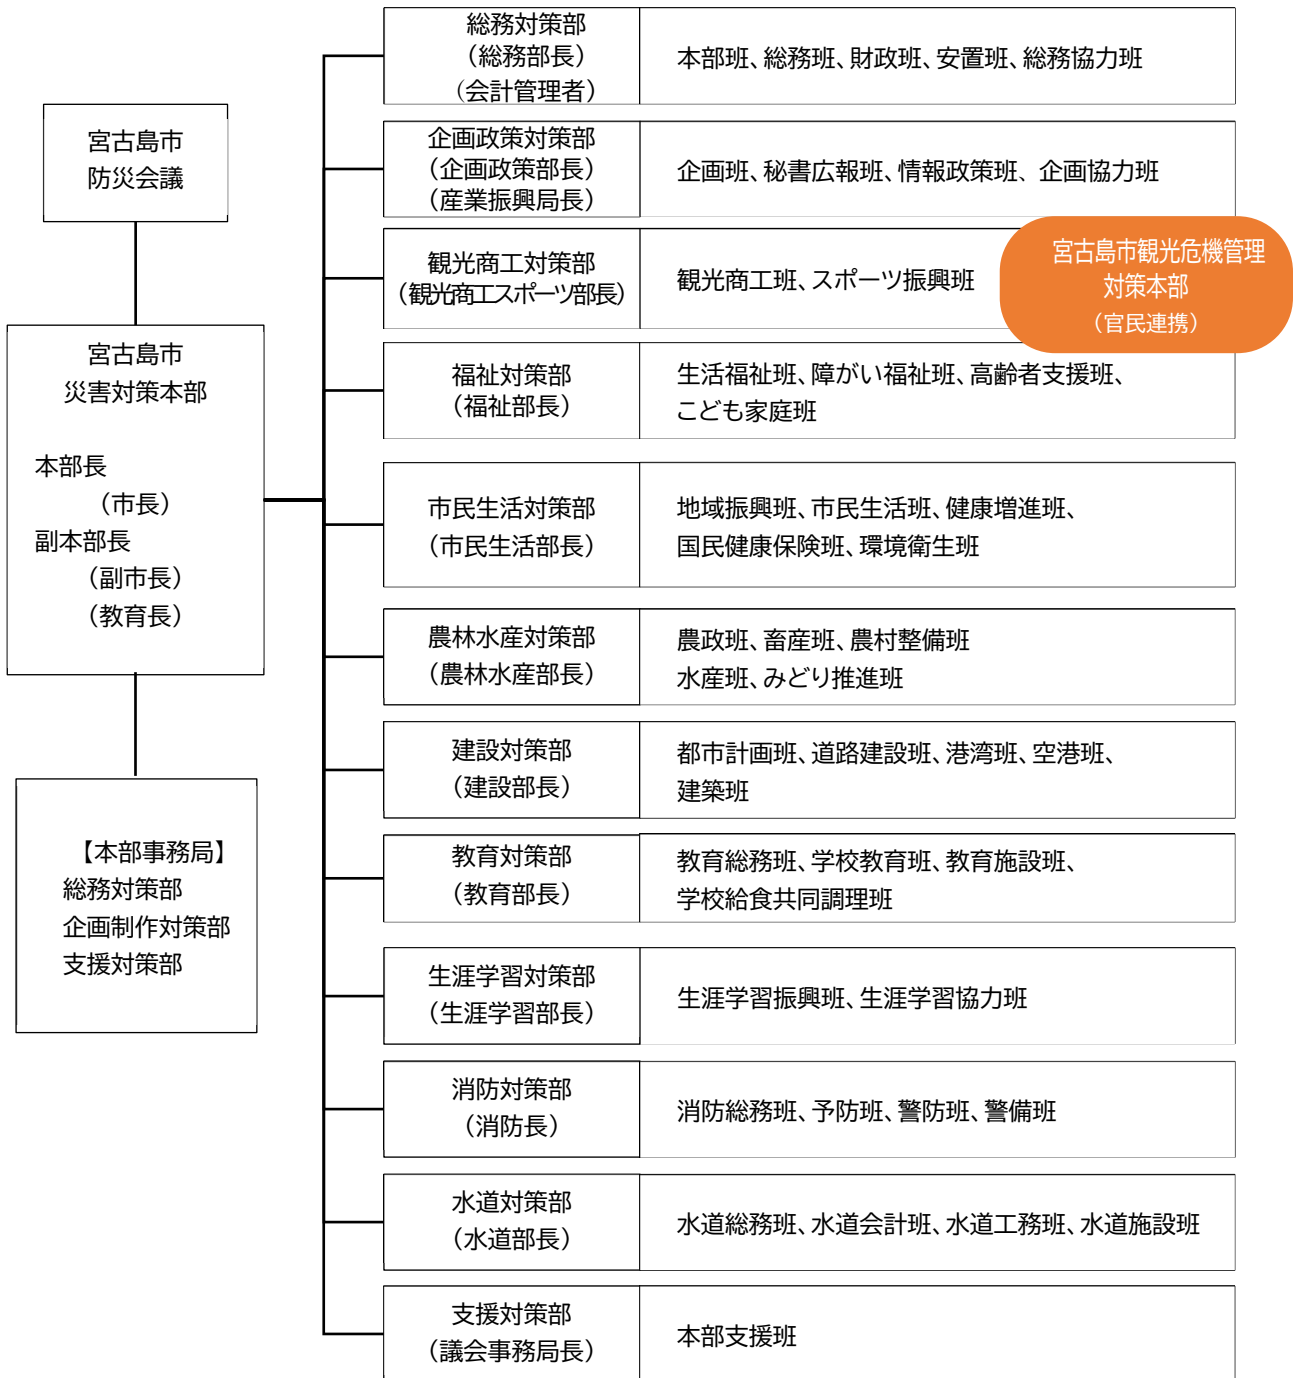 宮古島市
防災会議
宮古島市
災害対策本部
本部長
（市長）
副本部長
（副市長）
（教育長）
【本部事務局】
総務対策部
企画制作対策部
支援対策部
総務対策部
（総務部長）
（会計管理者）
本部班、総務班、財政班、安置班、総務協力班
企画政策対策部
（企画政策部長）
（産業振興局長）
企画班、秘書広報班、情報政策班、企画協力班
観光商工対策部
（観光商工スポーツ部長）
観光商工班、スポーツ振興班
宮古島市観光危機管理
対策本部
（官民連携）
福祉対策部
（福祉部長）
生活福祉班、障がい福祉班、高齢者支援班、
こども家庭班
市民生活対策部
（市民生活部長）
地域振興班、市民生活班、健康増進班、
国民健康保険班、環境衛生班
農林水産対策部
（農林水産部長）
農政班、畜産班、農村整備班
水産班、みどり推進班
建設対策部
（建設部長）
都市計画班、道路建設班、港湾班、空港班、
建築班
教育対策部
（教育部長）
教育総務班、学校教育班、教育施設班、
学校給食共同調理班
生涯学習対策部
（生涯学習部長）
生涯学習振興班、生涯学習協力班
消防対策部
（消防長）
消防総務班、予防班、警防班、警備班
水道対策部
（水道部長）
水道総務班、水道会計班、水道工務班、水道施設班
支援対策部
（議会事務局長）
本部支援班